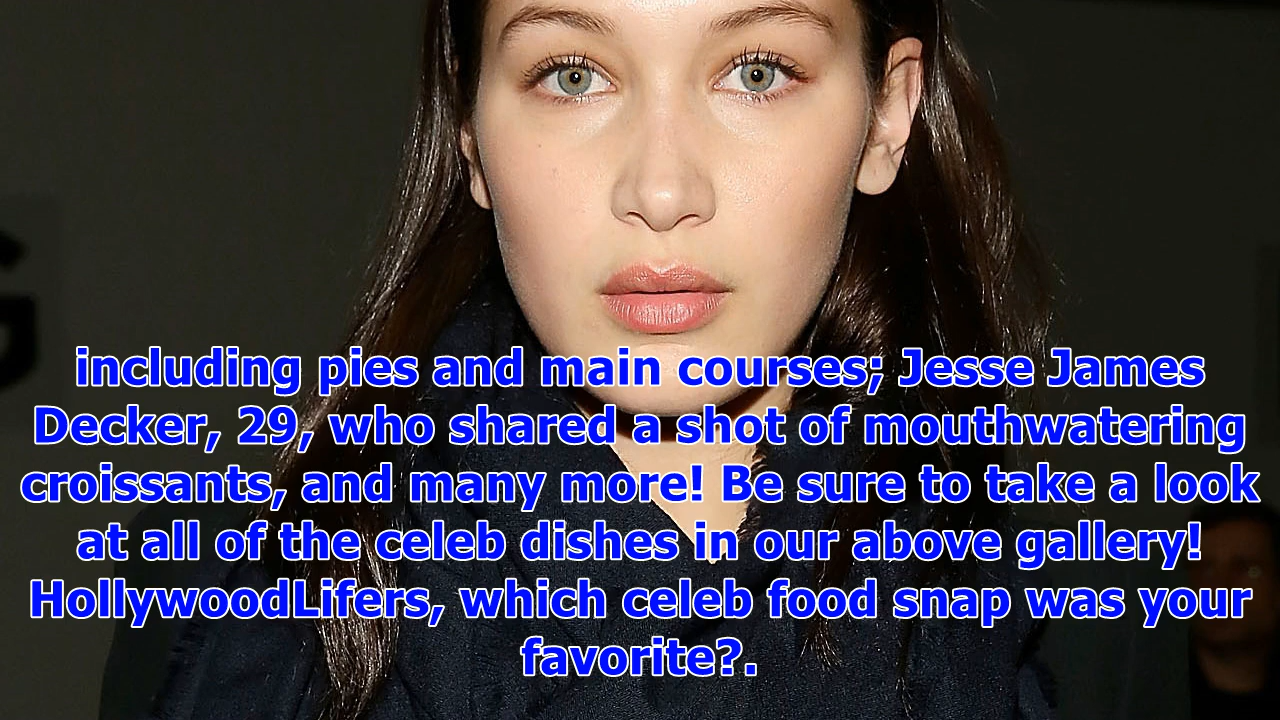 including pies and main courses; Jesse James
Decker, 29, who shared a shot of mouthwatering
croissants, and many more! Be sure to take a look
at all of the celeb dishes in our above gallery!
HollywoodLifers, which celeb food snap was your
favorite?.